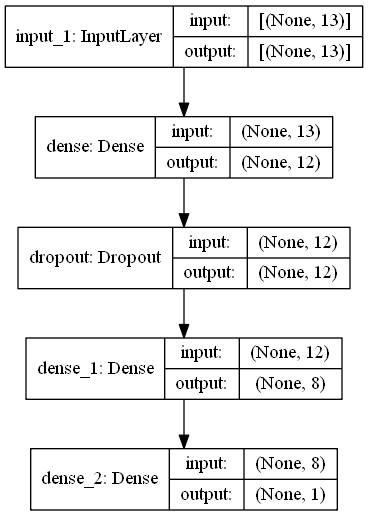 input_1: InputLayer input: [(None, 13)]
output: [(None, 13)]
dense: Dense input: (None, 13)
output: (None, 12)
dropout: Dropout input: (None, 12)
output: (None, 12)
dense_1: Dense input: (None, 12)
output: (None, 8)
dense_2: Dense input: (None, 8)
output: (None, 1)